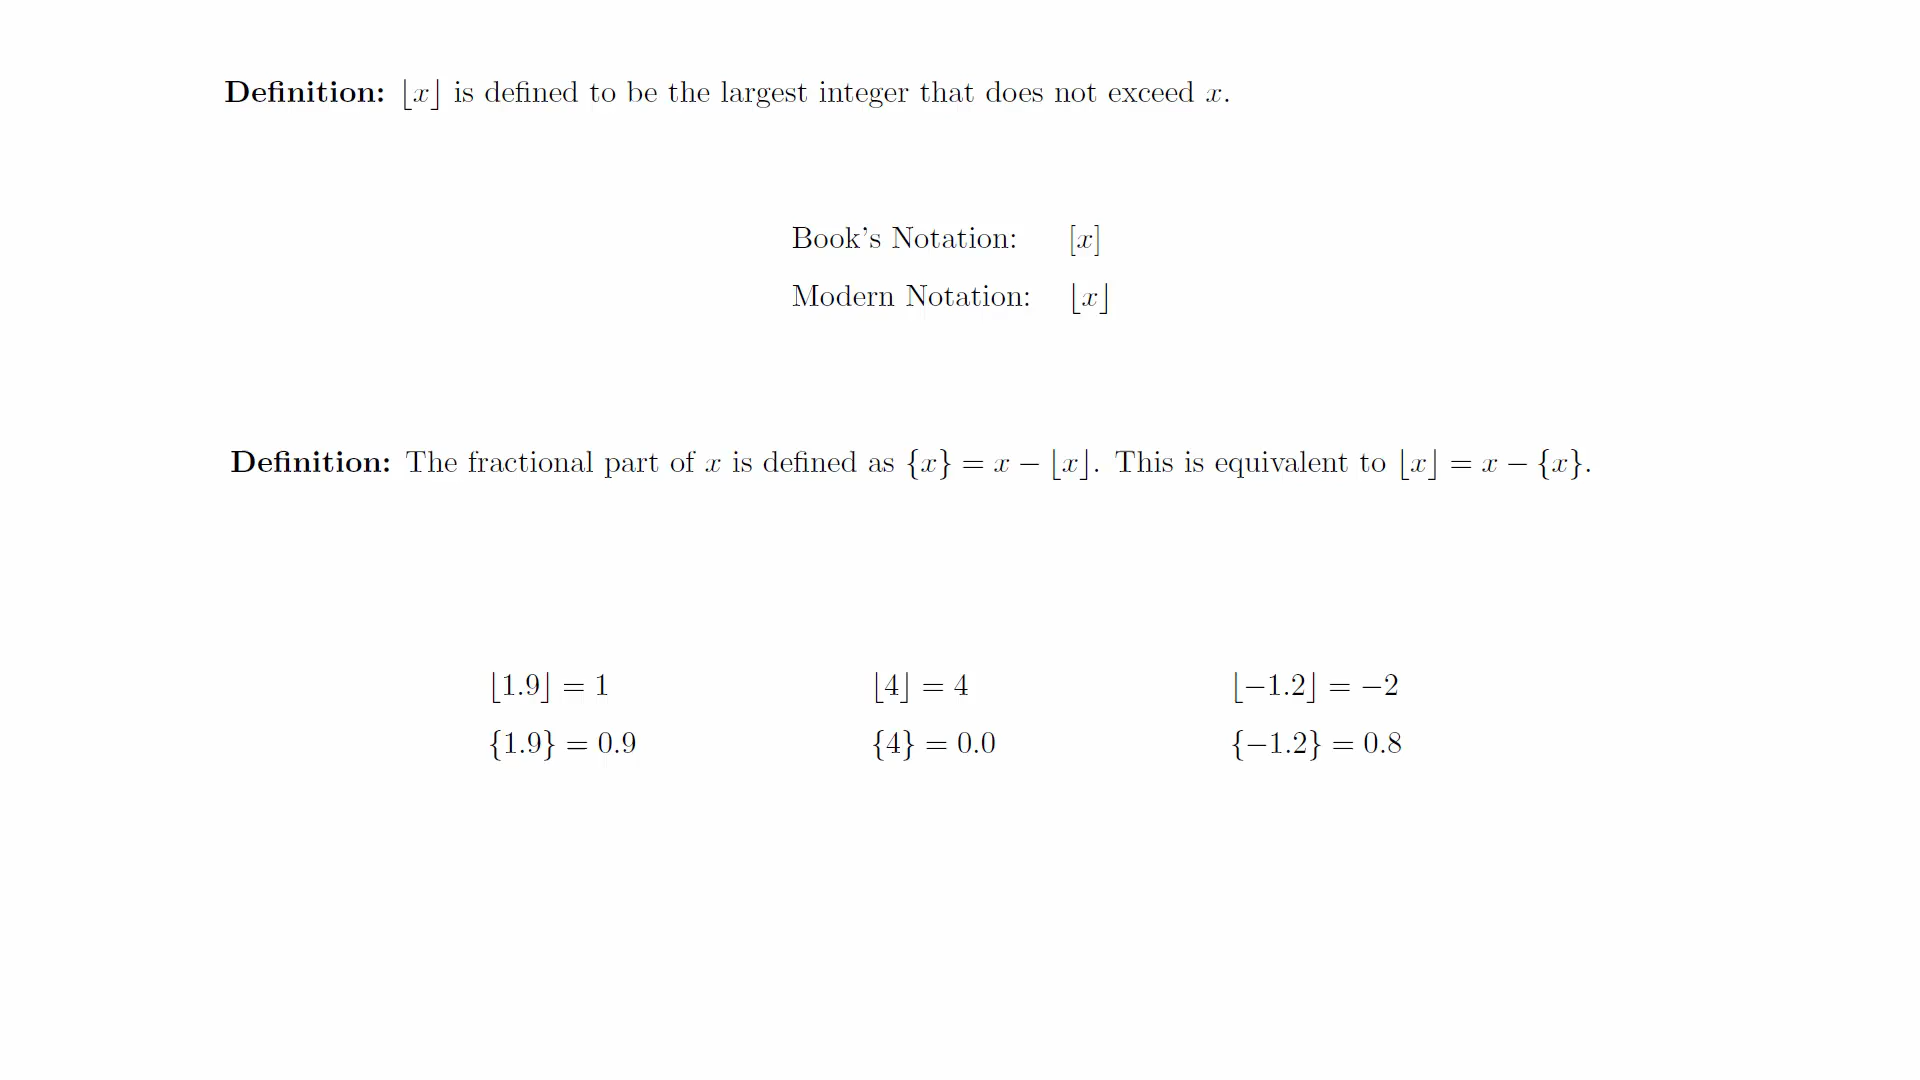 Definition: ⌊x⌋ is defined to be the largest integer that does not exceed x.
Book's Notation: [x]
Modern Notation: ⌊x⌋
Definition: The fractional part of x is defined as {x} = x − ⌊x⌋. This is equivalent to ⌊x⌋ = x − {x}.
⌊1.9⌋ = 1 ⌊4⌋ = 4 ⌊−1.2⌋ = −2
{1.9} = 0.9 {4} = 0.0 {−1.2} = 0.8